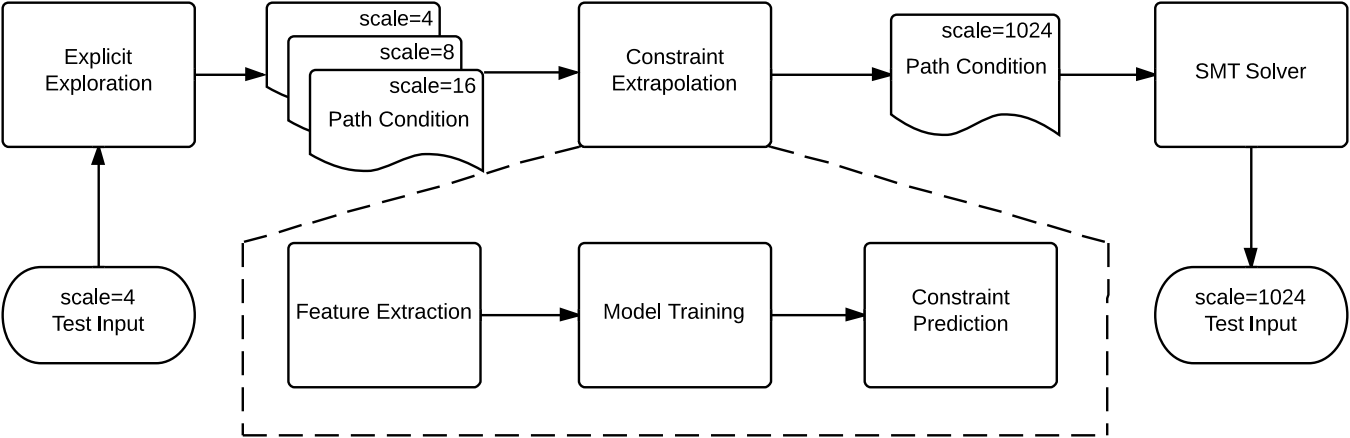 Explicit
Exploration
scale=4
scale=8
scale=16
Path Condition
Constraint
Extrapolation
scale=1024
Path Condition
SMT Solver
scale=4
Test Input
Feature Extraction
Model Training
Constraint
Prediction
scale=1024
Test Input